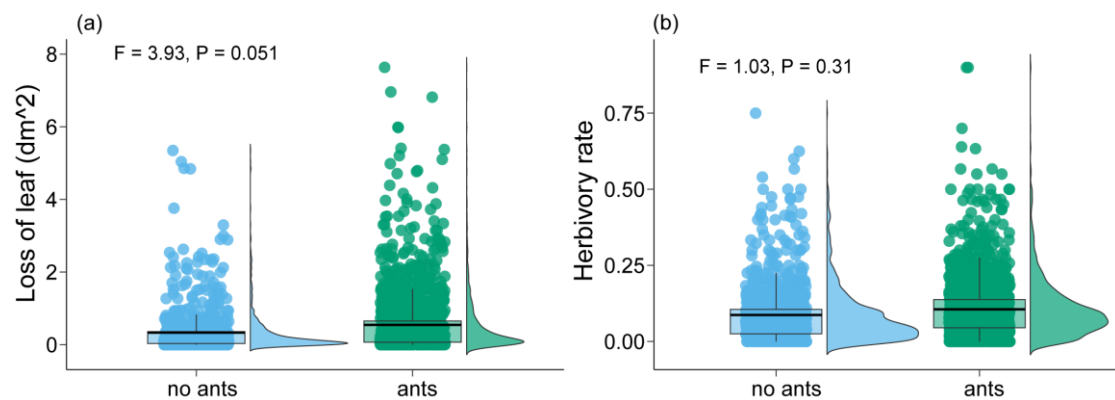 (a)
F = 3.93, P = 0.051
Loss of leaf (dm^2)
8
6
4
2
0
no ants
ants
(b)
F = 1.03, P = 0.31
Herbivory rate
0.75
0.50
0.25
0.00
no ants
ants